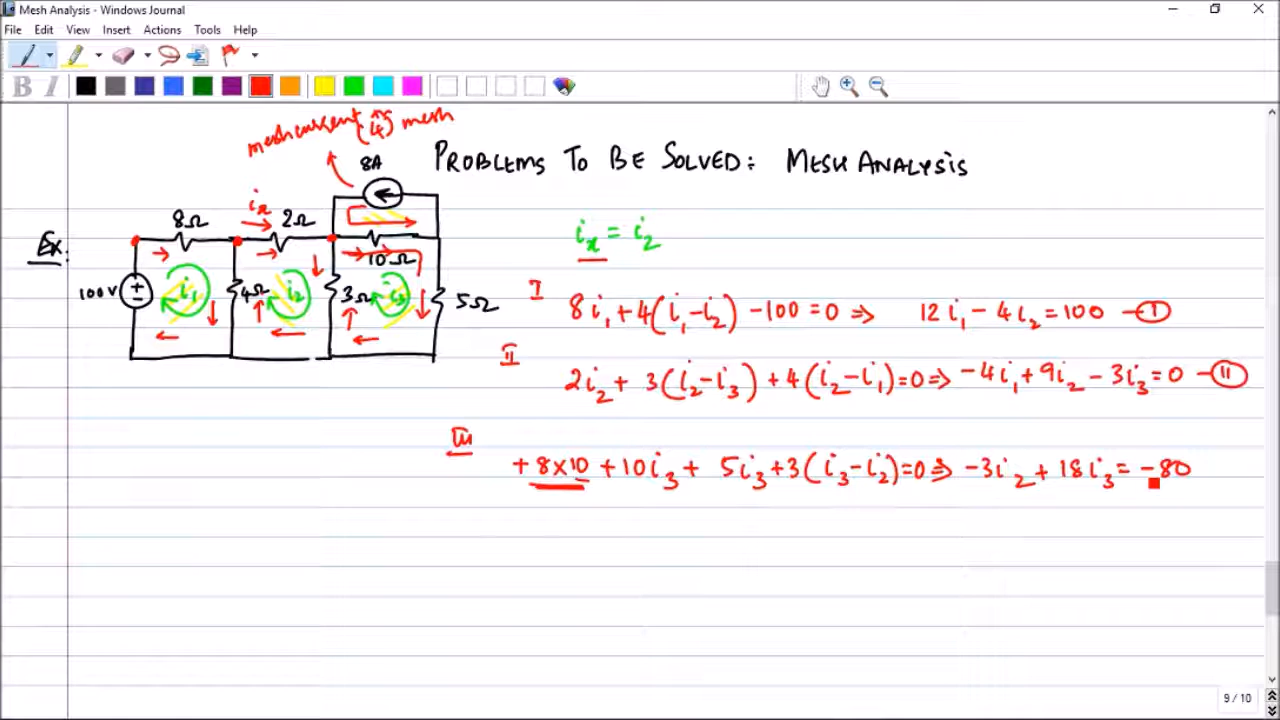 Mesh Analysis - Windows Journal
File Edit View Insert Actions Tools Help
B I
mesh current (i4) mesh
PROBLEMS TO BE SOLVED: MESH ANALYSIS
8A
ix
8Ω 2Ω
Ex:
10Ω
100V i1 4Ω i2 3Ω i3 5Ω
ix = i2
I 8i1 + 4(i1-i2) -100 = 0 ⇒ 12i1 - 4i2 = 100 -(I)
II 2i2 + 3(i2-i3) + 4(i2-i1) = 0 ⇒ -4i1 + 9i2 - 3i3 = 0 -(II)
III +8×10 + 10i3 + 5i3 + 3(i3-i2) = 0 ⇒ -3i2 + 18i3 = -80
9 / 10